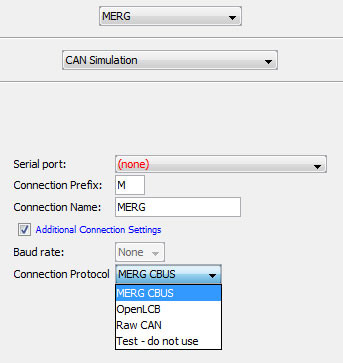 MERG
CAN Simulation
Serial port: (none)
Connection Prefix: M
Connection Name: MERG
Additional Connection Settings
Baud rate: None
Connection Protocol MERG CBUS
MERG CBUS
OpenLCB
Raw CAN
Test - do not use